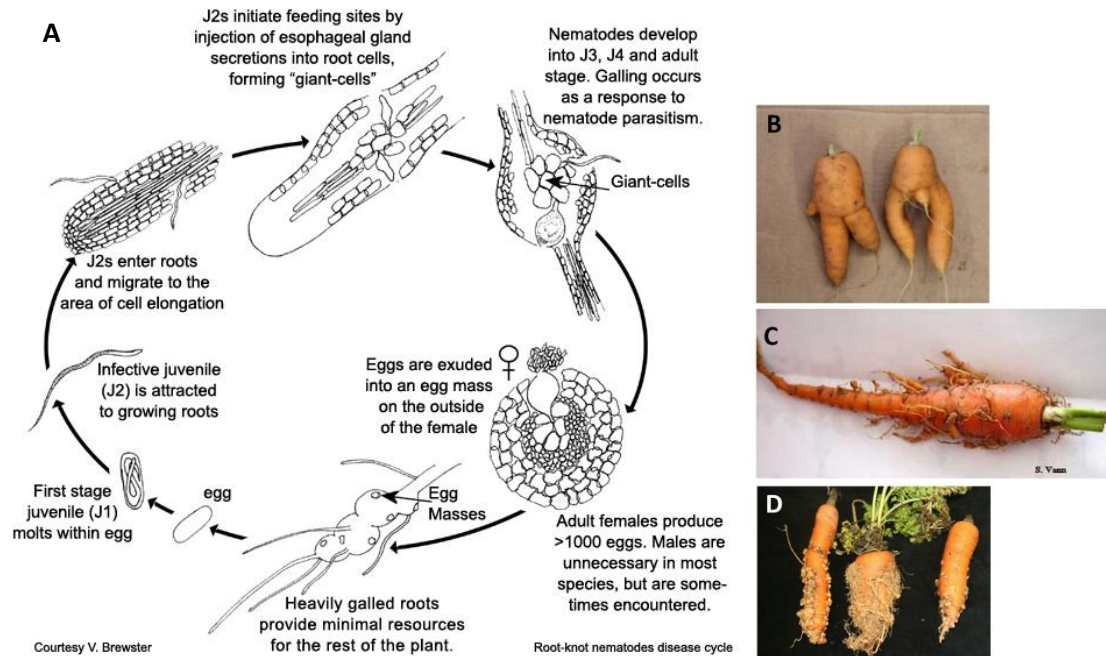 A
J2s initiate feeding sites by
injection of esophageal gland
secretions into root cells,
forming “giant-cells”
Nematodes develop
into J3, J4 and adult
stage. Galling occurs
as a response to
nematode parasitism.
Giant-cells
J2s enter roots
and migrate to the
area of cell elongation
Infective juvenile
(J2) is attracted
to growing roots
Eggs are exuded
into an egg mass
on the outside
of the female
First stage
juvenile (J1)
molts within egg
egg
Egg
Masses
Adult females produce
>1000 eggs. Males are
unnecessary in most
species, but are some-
times encountered.
Heavily galled roots
provide minimal resources
for the rest of the plant.
Courtesy V. Brewster
Root-knot nematodes disease cycle
B
C
S. Vann
D